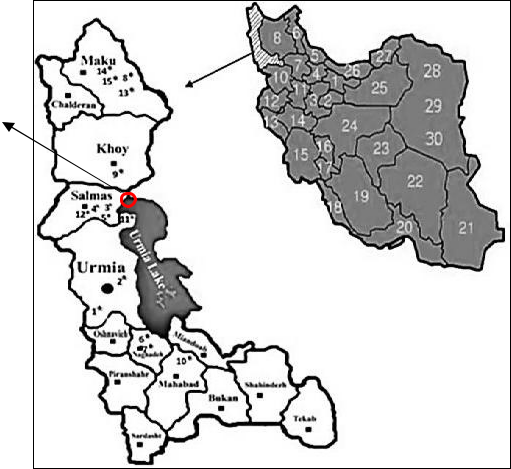 Maku
14* 8*
15*
13*
Chalderan
Khoy
9*
Salmas
12* 4* 3*
5* 11*
Urmia
2*
Urmia Lake
1*
Oshnavieh
6*
7*
Naghadeh
Miandoab
10*
Piranshahr
Mahabad
Bukan
Shahindezh
Tekab
Sardasht
8
6
5
7
4
10
11
1
26
27
28
25
12
3
2
29
13
14
24
30
15
16
23
17
22
18
19
20
21